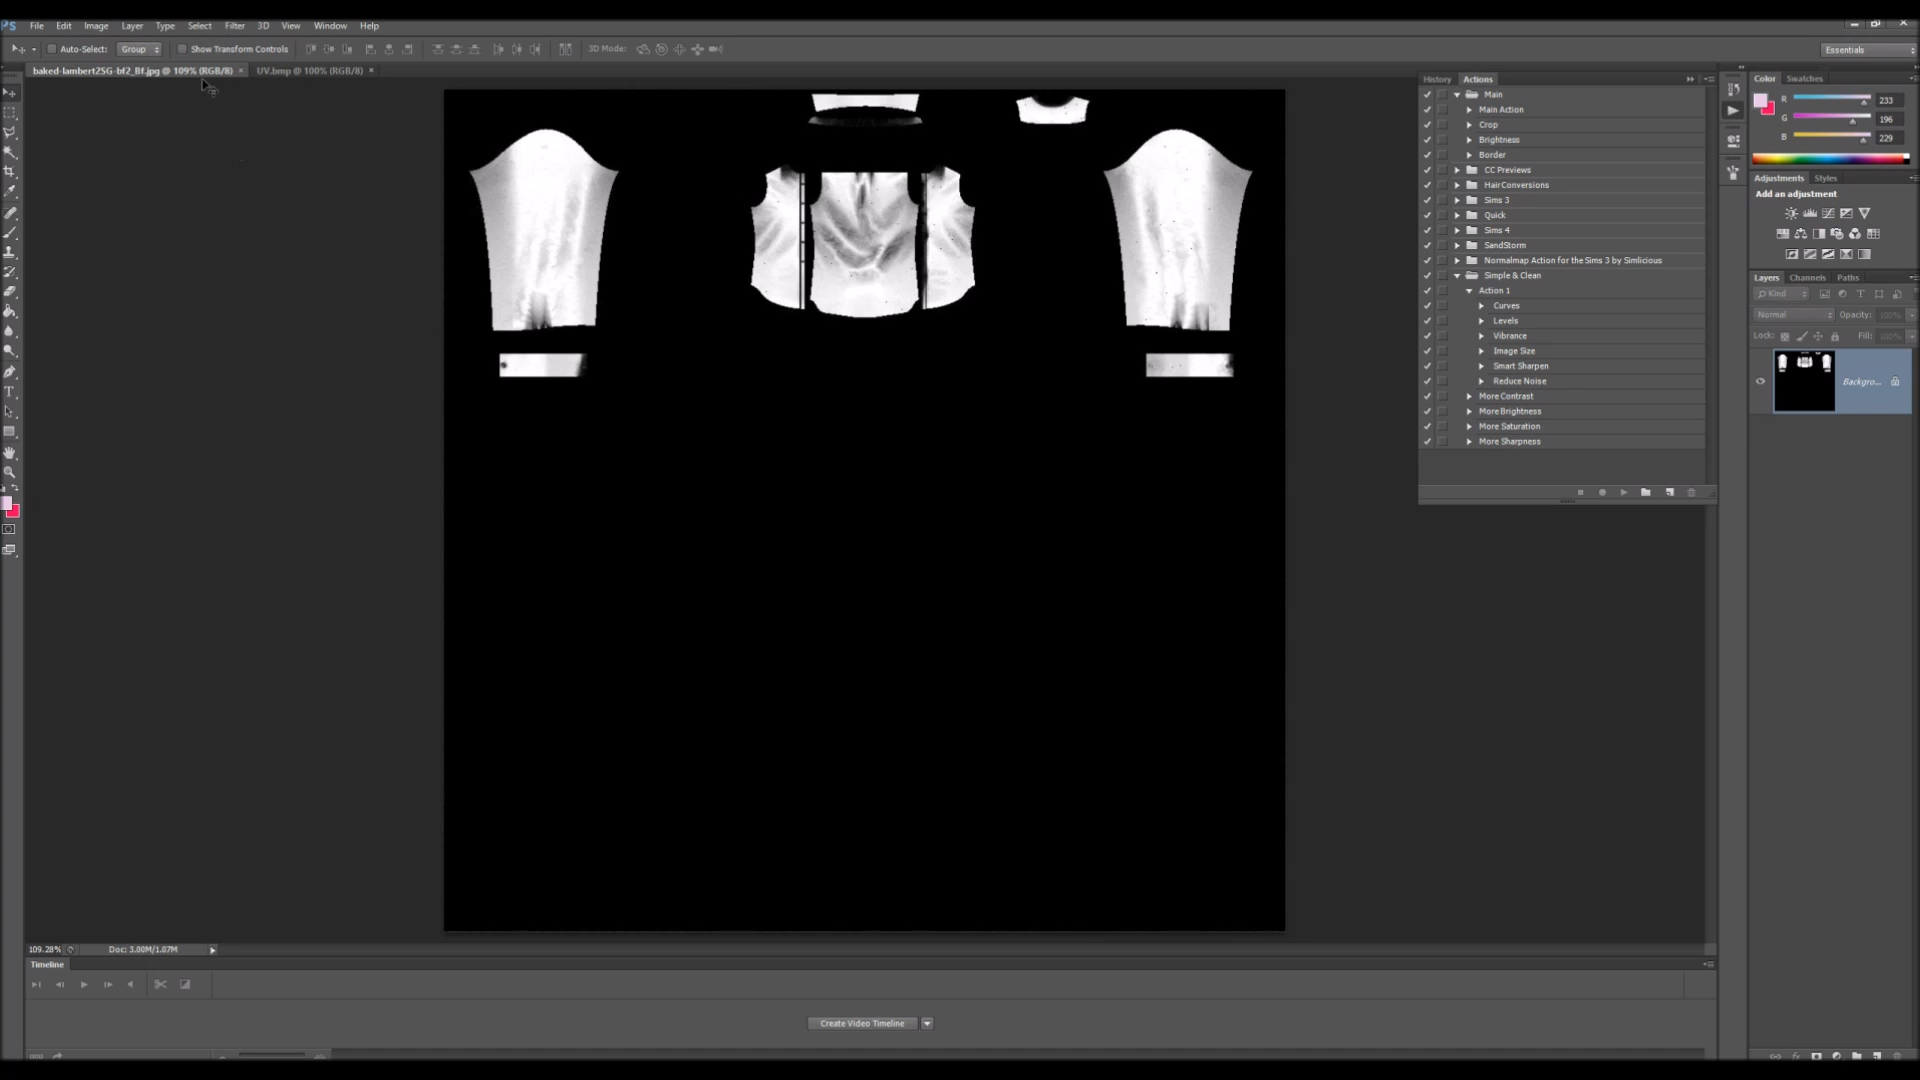 Ps File Edit Image Layer Type Select Filter 3D View Window Help
Auto-Select: Group Show Transform Controls 3D Mode: Essentials
baked-lambert2SG-bf2_Bf.jpg @ 109% (RGB/8) × UV.bmp @ 100% (RGB/8) ×
History Actions
Main
Main Action
Crop
Brightness
Border
CC Previews
HairConversions
Sims 3
Quick
Sims 4
SandStorm
Normalmap Action for the Sims 3 by Simlicious
Simple & Clean
Action 1
Curves
Levels
Vibrance
Image Size
Smart Sharpen
Reduce Noise
More Contrast
More Brightness
More Saturation
More Sharpness
Color Swatches
R 233
G 196
B 229
Adjustments Styles
Add an adjustment
Layers Channels Paths
Kind
Normal Opacity: 100%
Lock: Fill: 100%
Backgro...
109.28% Doc: 3.00M/1.07M
Timeline
Create Video Timeline